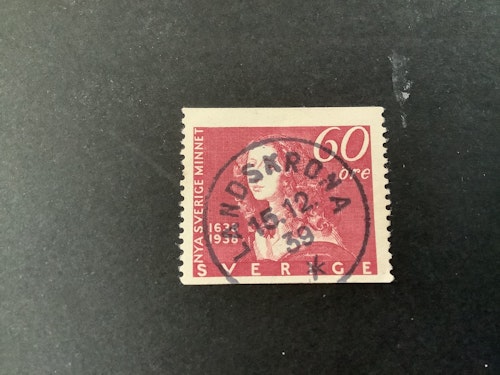 NYA SVERIGE MINNET
60
öre
1638
1938
SVERIGE
LANDSKRONA
15.12
39
*